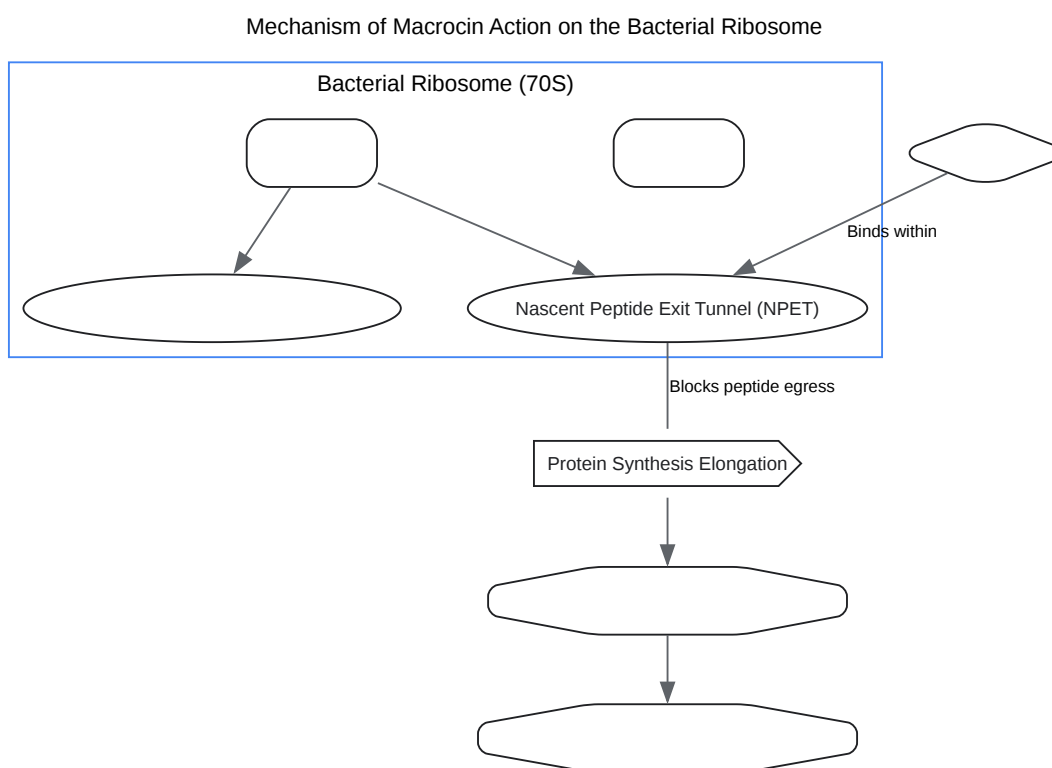 Mechanism of Macrocin Action on the Bacterial Ribosome
Bacterial Ribosome (70S)
Binds within
Nascent Peptide Exit Tunnel (NPET)
Blocks peptide egress
Protein Synthesis Elongation